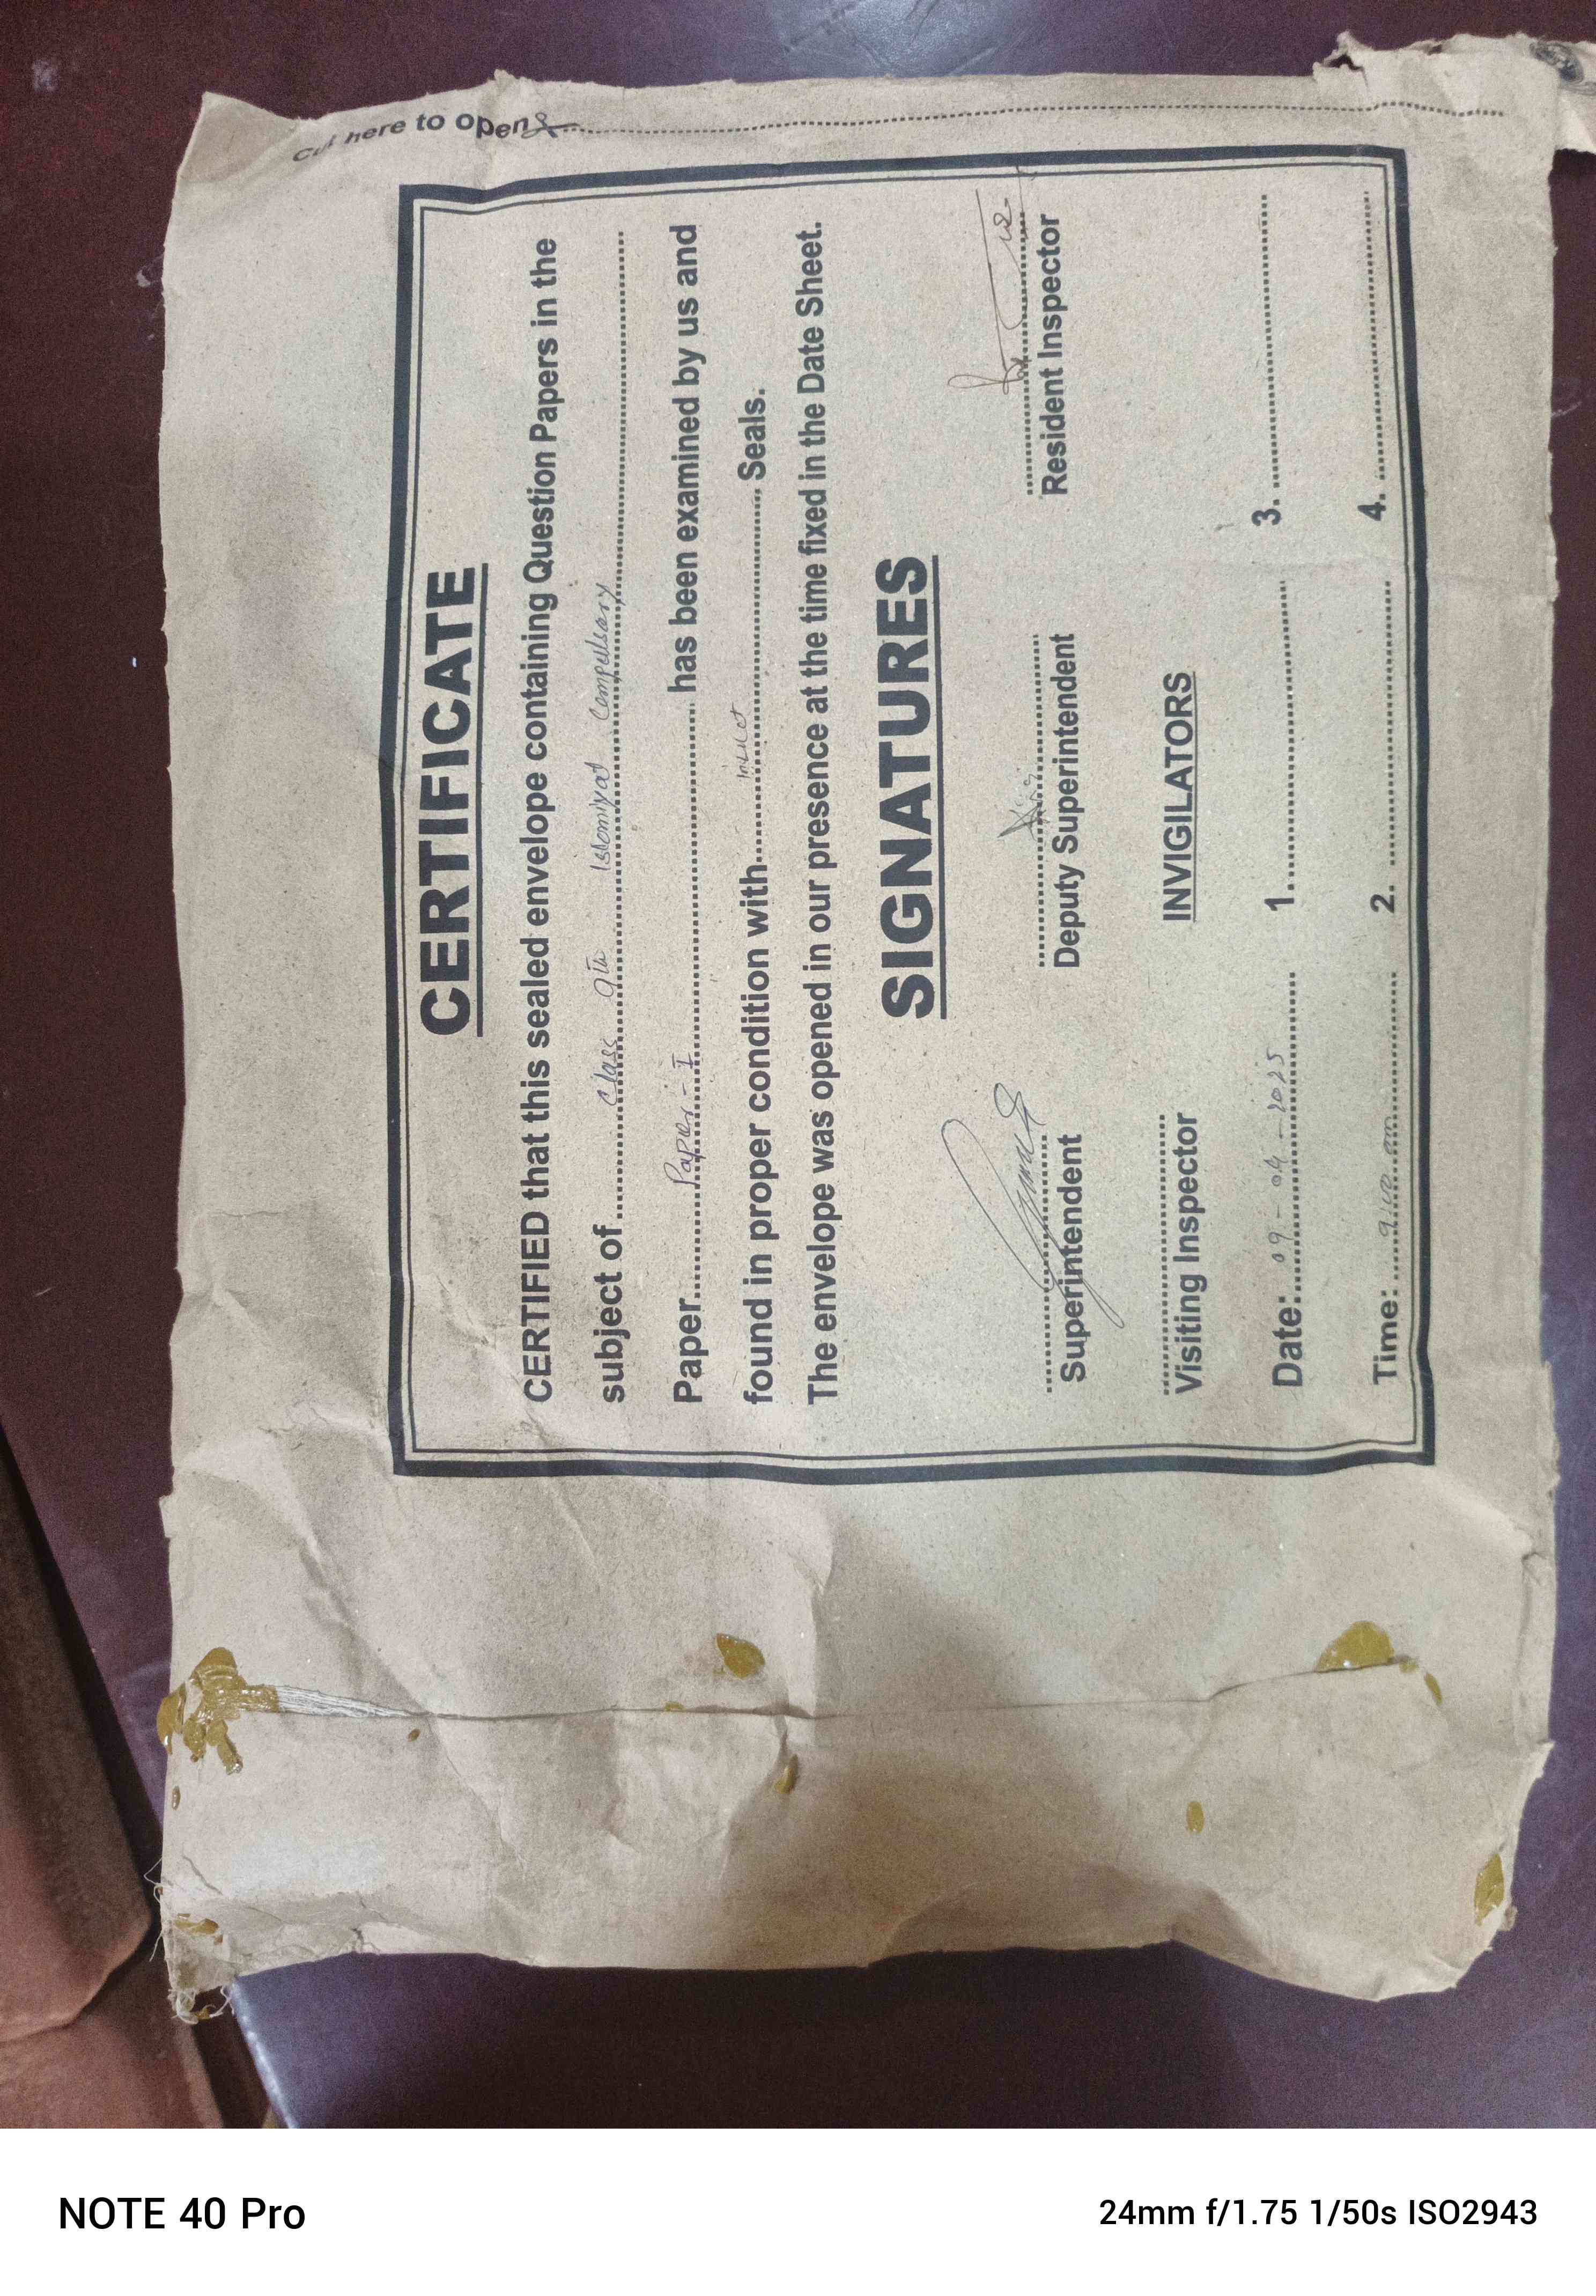 Cut here to open
CERTIFICATE
CERTIFIED that this sealed envelope containing Question Papers in the
subject of Class 9th Islamiyat Compulsary
Paper Paper - I has been examined by us and
found in proper condition with intact Seals.
The envelope was opened in our presence at the time fixed in the Date Sheet.
SIGNATURES
Superintendent Deputy Superintendent Resident Inspector
Visiting Inspector INVIGILATORS
Date: 09 - 04 - 2025 1. 3.
Time: 9:00 am 2. 4.
NOTE 40 Pro 24mm f/1.75 1/50s ISO2943